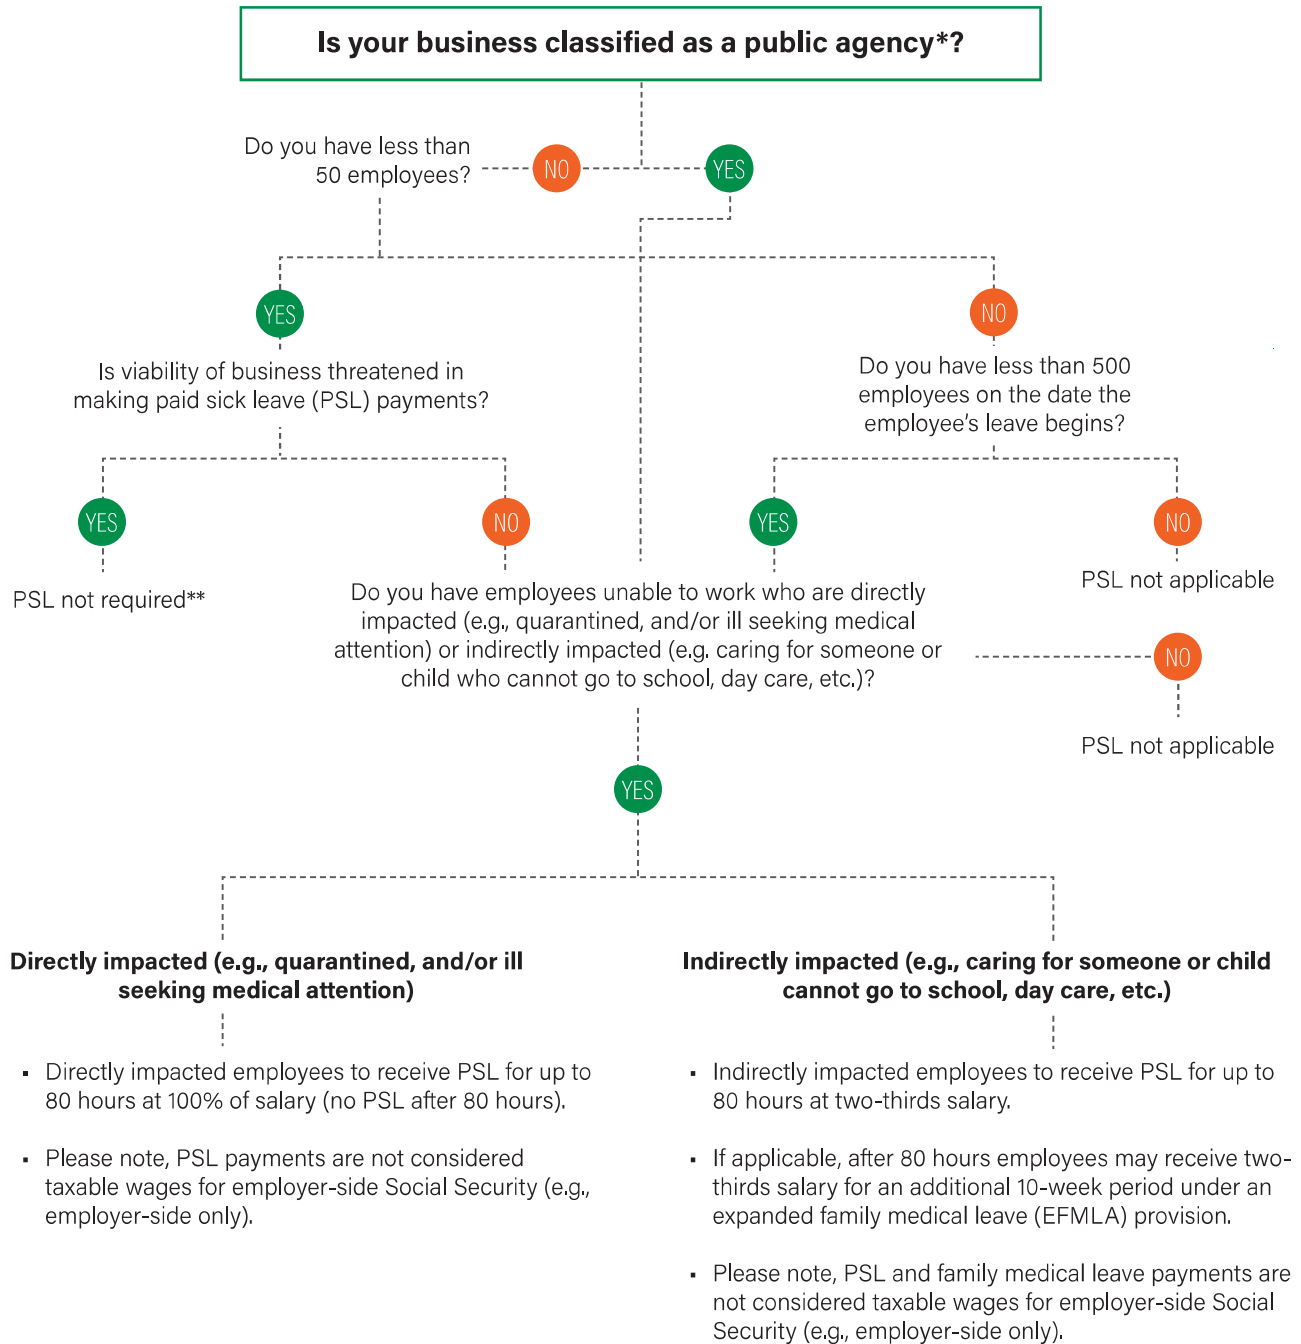 Is your business classified as a public agency*?
Do you have less than
50 employees?
NO
YES
YES
NO
Is viability of business threatened in
making paid sick leave (PSL) payments?
Do you have less than 500
employees on the date the
employee's leave begins?
YES
NO
YES
NO
PSL not required**
Do you have employees unable to work who are directly
impacted (e.g., quarantined, and/or ill seeking medical
attention) or indirectly impacted (e.g. caring for someone or
child who cannot go to school, day care, etc.)?
PSL not applicable
NO
PSL not applicable
YES
Directly impacted (e.g., quarantined, and/or ill
seeking medical attention)
▪ Directly impacted employees to receive PSL for up to
80 hours at 100% of salary (no PSL after 80 hours).
▪ Please note, PSL payments are not considered
taxable wages for employer-side Social Security (e.g.,
employer-side only).
Indirectly impacted (e.g., caring for someone or child
cannot go to school, day care, etc.)
▪ Indirectly impacted employees to receive PSL for up to
80 hours at two-thirds salary.
▪ If applicable, after 80 hours employees may receive two-
thirds salary for an additional 10-week period under an
expanded family medical leave (EFMLA) provision.
▪ Please note, PSL and family medical leave payments are
not considered taxable wages for employer-side Social
Security (e.g., employer-side only).